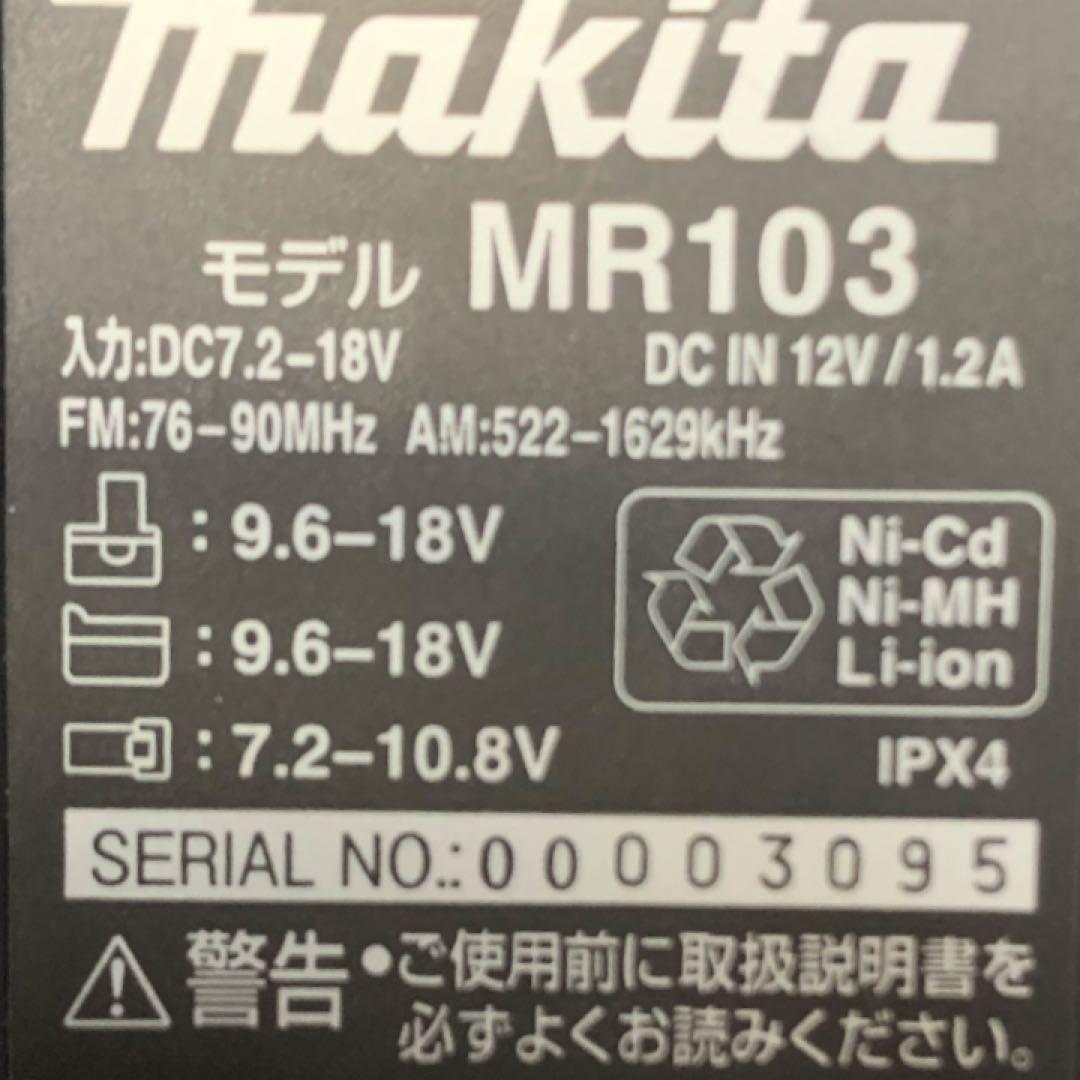 makita
モデル MR103
入力:DC7.2-18V DC IN 12V/1.2A
FM:76-90MHz AM:522-1629kHz
:9.6-18V
Ni-Cd
Ni-MH
Li-ion
:9.6-18V
:7.2-10.8V
IPX4
SERIAL NO.:00003095
警告 •ご使用前に取扱説明書を
必ずよくお読みください。